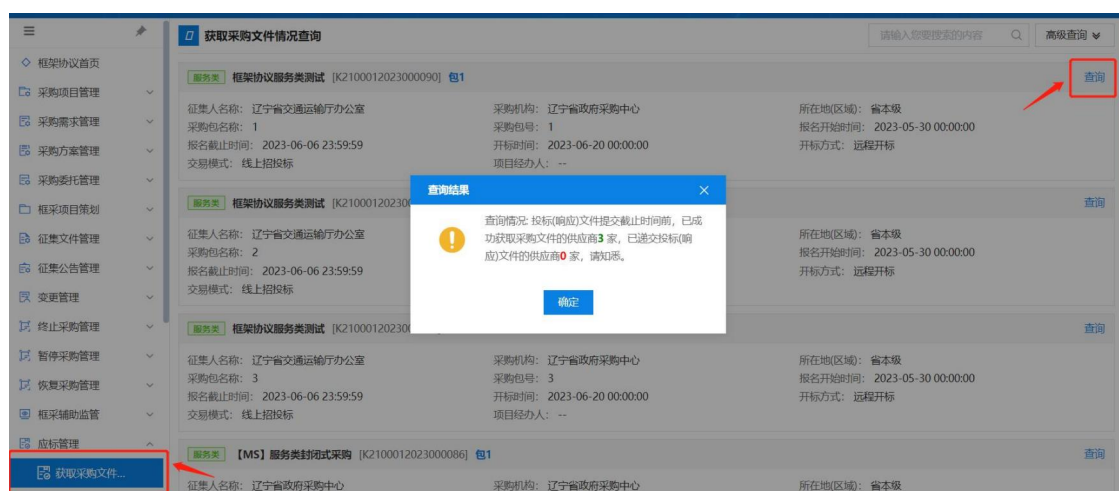 获取采购文件情况查询
请输入您要搜索的内容
高级查询
框架协议首页
采购项目管理
采购需求管理
采购方案管理
采购委托管理
框采项目策划
征集文件管理
征集公告管理
变更管理
终止采购管理
暂停采购管理
恢复采购管理
框采辅助监管
应标管理
获取采购文件...
服务类 框架协议服务类测试 [K2100012023000090] 包1 查询
征集人名称: 辽宁省交通运输厅办公室 采购机构: 辽宁省政府采购中心 所在地(区域): 省本级
采购包名称: 1 采购包号: 1 报名开始时间: 2023-05-30 00:00:00
报名截止时间: 2023-06-06 23:59:59 开标时间: 2023-06-20 00:00:00 开标方式: 远程开标
交易模式: 线上招投标 项目经办人: --
服务类 框架协议服务类测试 [K210001202300 查询
征集人名称: 辽宁省交通运输厅办公室 所在地(区域): 省本级
采购包名称: 2 报名开始时间: 2023-05-30 00:00:00
报名截止时间: 2023-06-06 23:59:59 开标方式: 远程开标
交易模式: 线上招投标
查询结果
查询情况: 投标(响应)文件提交截止时间前，已成
功获取采购文件的供应商3 家，已递交投标(响
应)文件的供应商0 家，请知悉。
确定
服务类 框架协议服务类测试 [K210001202300 查询
征集人名称: 辽宁省交通运输厅办公室 采购机构: 辽宁省政府采购中心 所在地(区域): 省本级
采购包名称: 3 采购包号: 3 报名开始时间: 2023-05-30 00:00:00
报名截止时间: 2023-06-06 23:59:59 开标时间: 2023-06-20 00:00:00 开标方式: 远程开标
交易模式: 线上招投标 项目经办人: --
服务类 【MS】服务类封闭式采购 [K2100012023000086] 包1 查询
征集人名称: 辽宁省政府采购中心 采购机构: 辽宁省政府采购中心 所在地(区域): 省本级